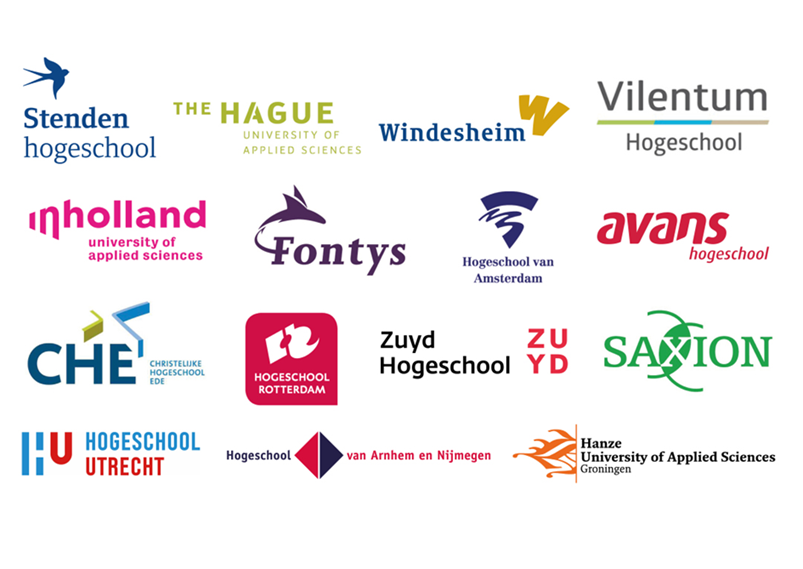 Stenden
hogeschool
THE HAGUE
UNIVERSITY OF
APPLIED SCIENCES
Windesheim
Vilentum
Hogeschool
inholland
university of
applied sciences
Fontys
Hogeschool van
Amsterdam
avans
hogeschool
CHE
CHRISTELIJKE
HOGESCHOOL
EDE
HOGESCHOOL
ROTTERDAM
Zuyd
Hogeschool
ZU
YD
SAXION
HU
HOGESCHOOL
UTRECHT
Hogeschool van Arnhem en Nijmegen
Hanze
University of Applied Sciences
Groningen